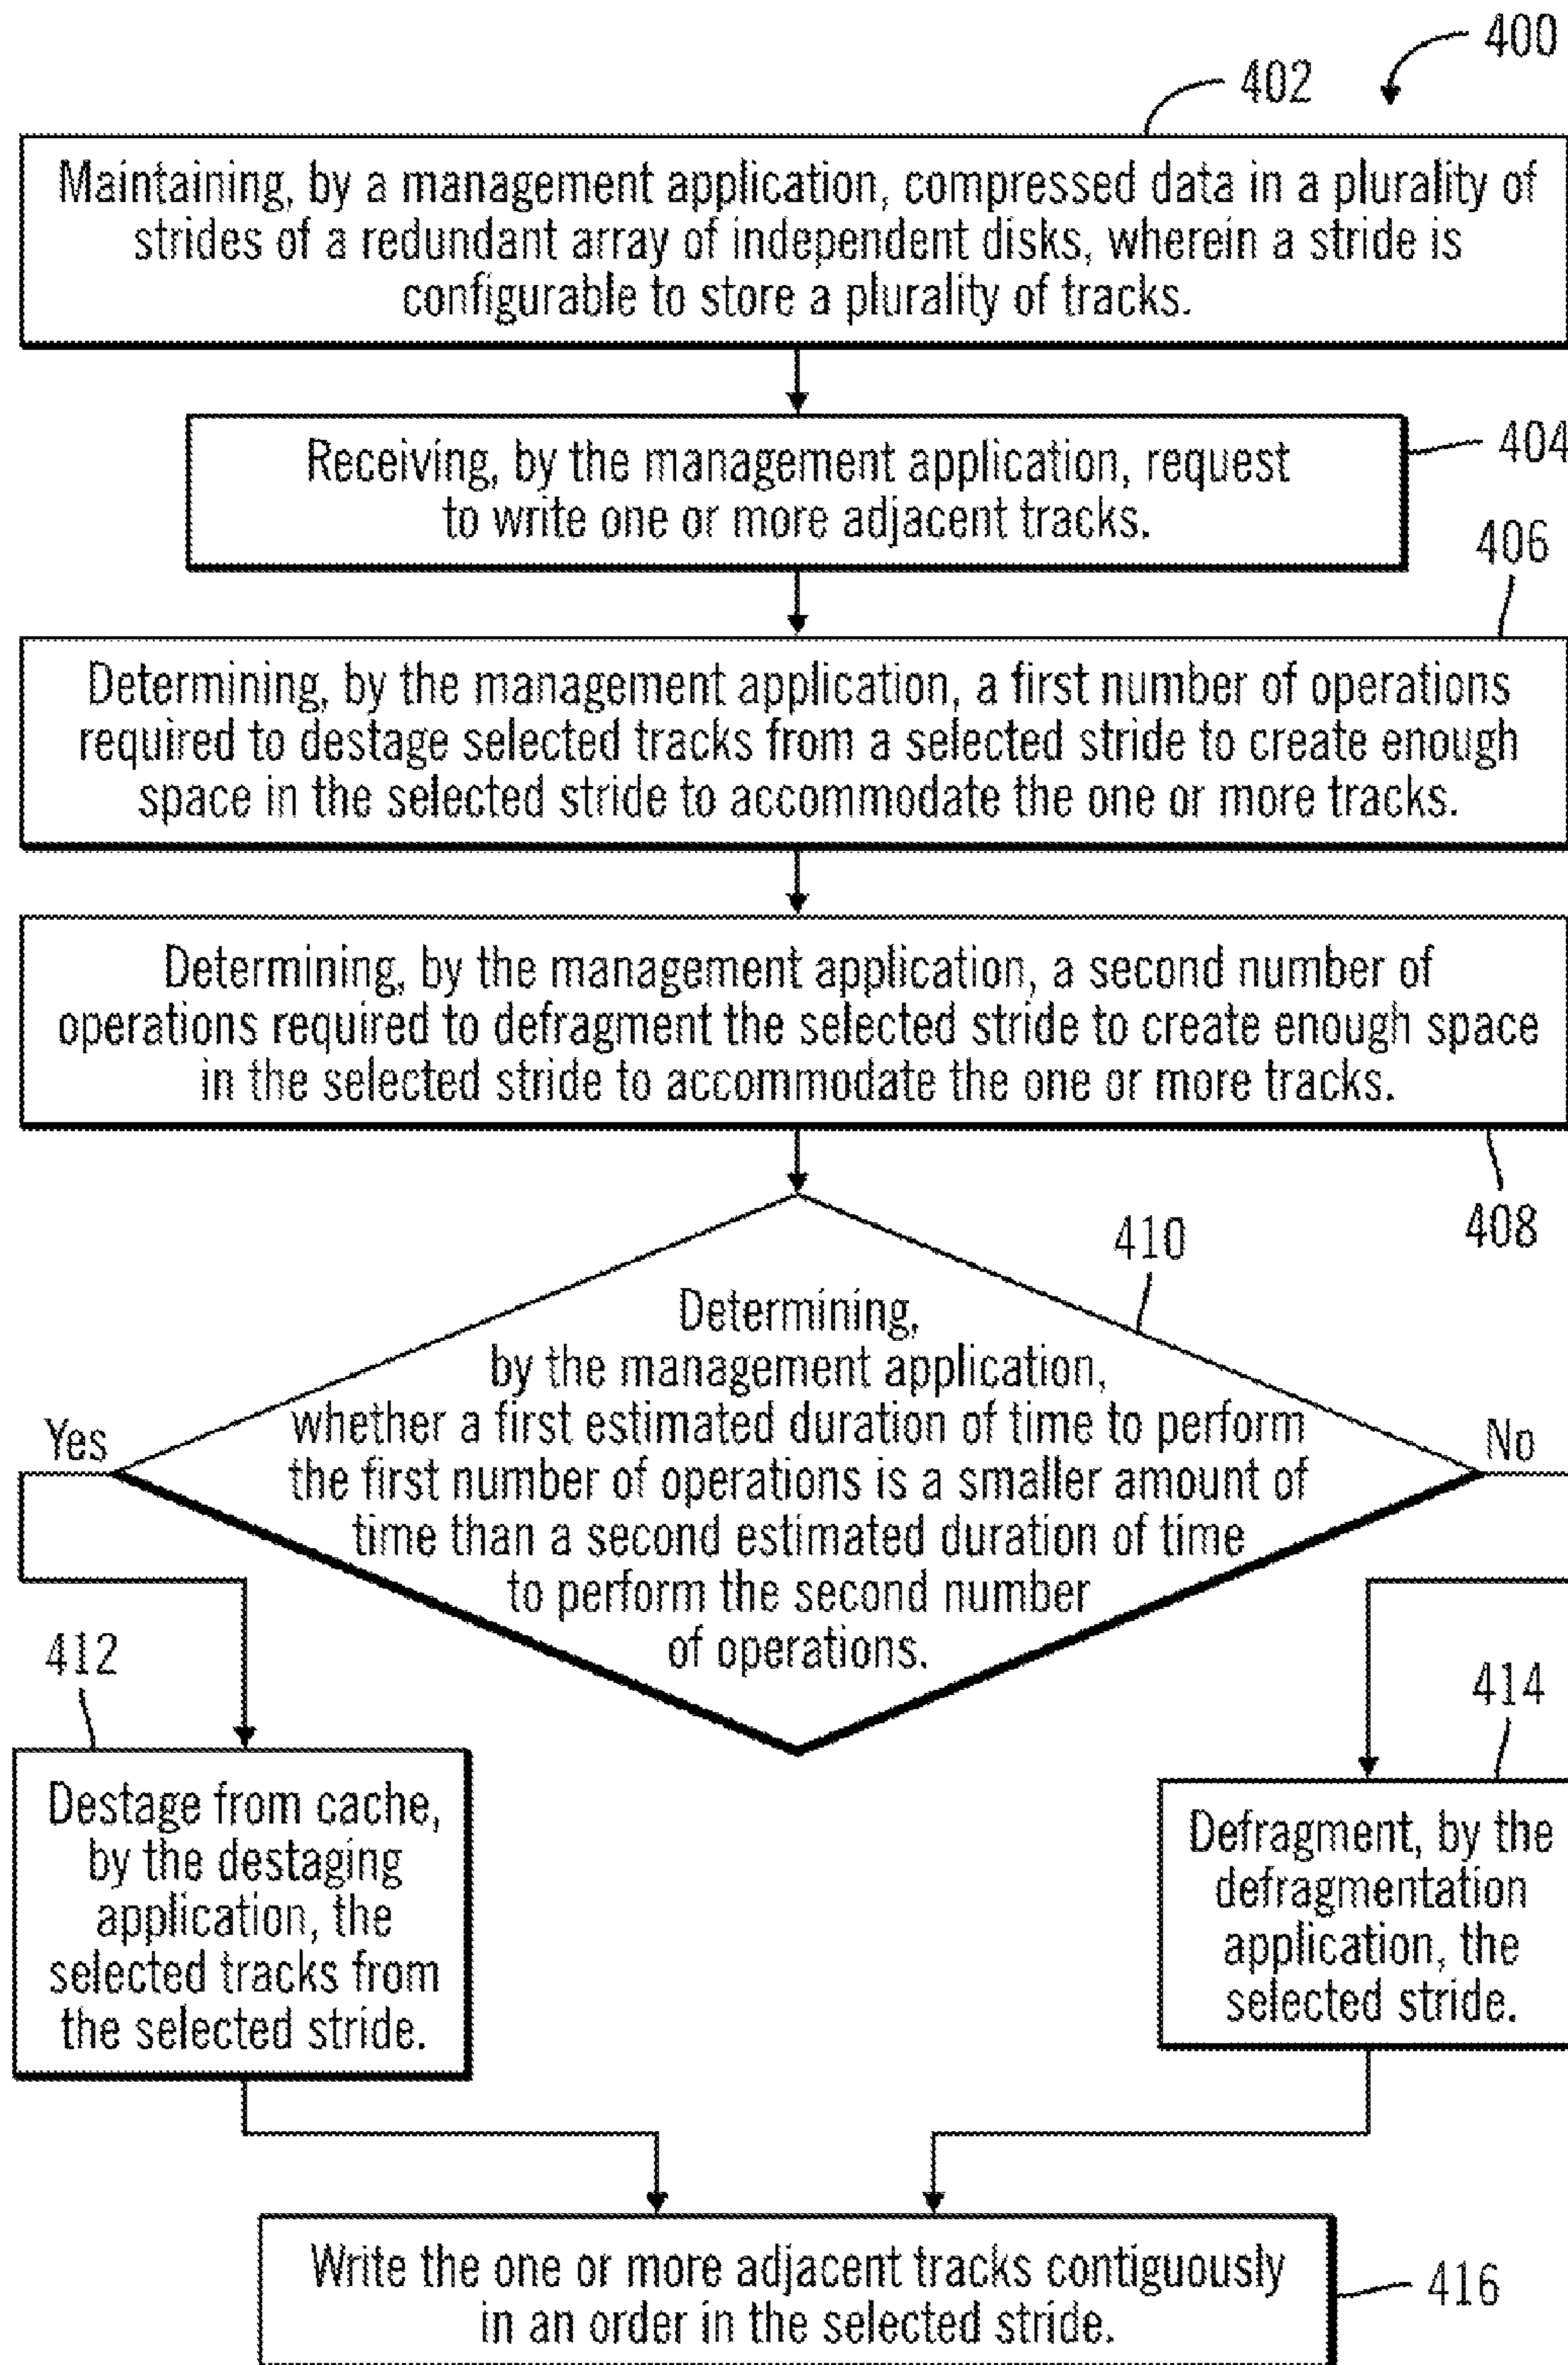 400
402
Maintaining, by a management application, compressed data in a plurality of
strides of a redundant array of independent disks, wherein a stride is
configurable to store a plurality of tracks.
404
Receiving, by the management application, request
to write one or more adjacent tracks.
406
Determining, by the management application, a first number of operations
required to destage selected tracks from a selected stride to create enough
space in the selected stride to accommodate the one or more tracks.
Determining, by the management application, a second number of
operations required to defragment the selected stride to create enough space
in the selected stride to accommodate the one or more tracks.
408
410
Determining,
by the management application,
whether a first estimated duration of time to perform
the first number of operations is a smaller amount of
time than a second estimated duration of time
to perform the second number
of operations.
Yes
No
412
Destage from cache,
by the destaging
application, the
selected tracks from
the selected stride.
414
Defragment, by the
defragmentation
application, the
selected stride.
Write the one or more adjacent tracks contiguously
in an order in the selected stride.
416